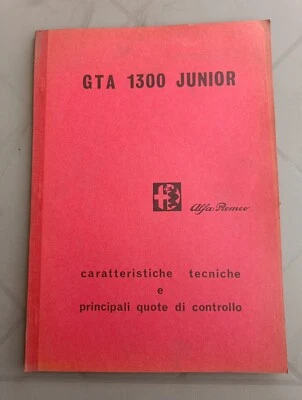 GTA 1300 JUNIOR
Alfa Romeo
caratteristiche tecniche
e
principali quote di controllo